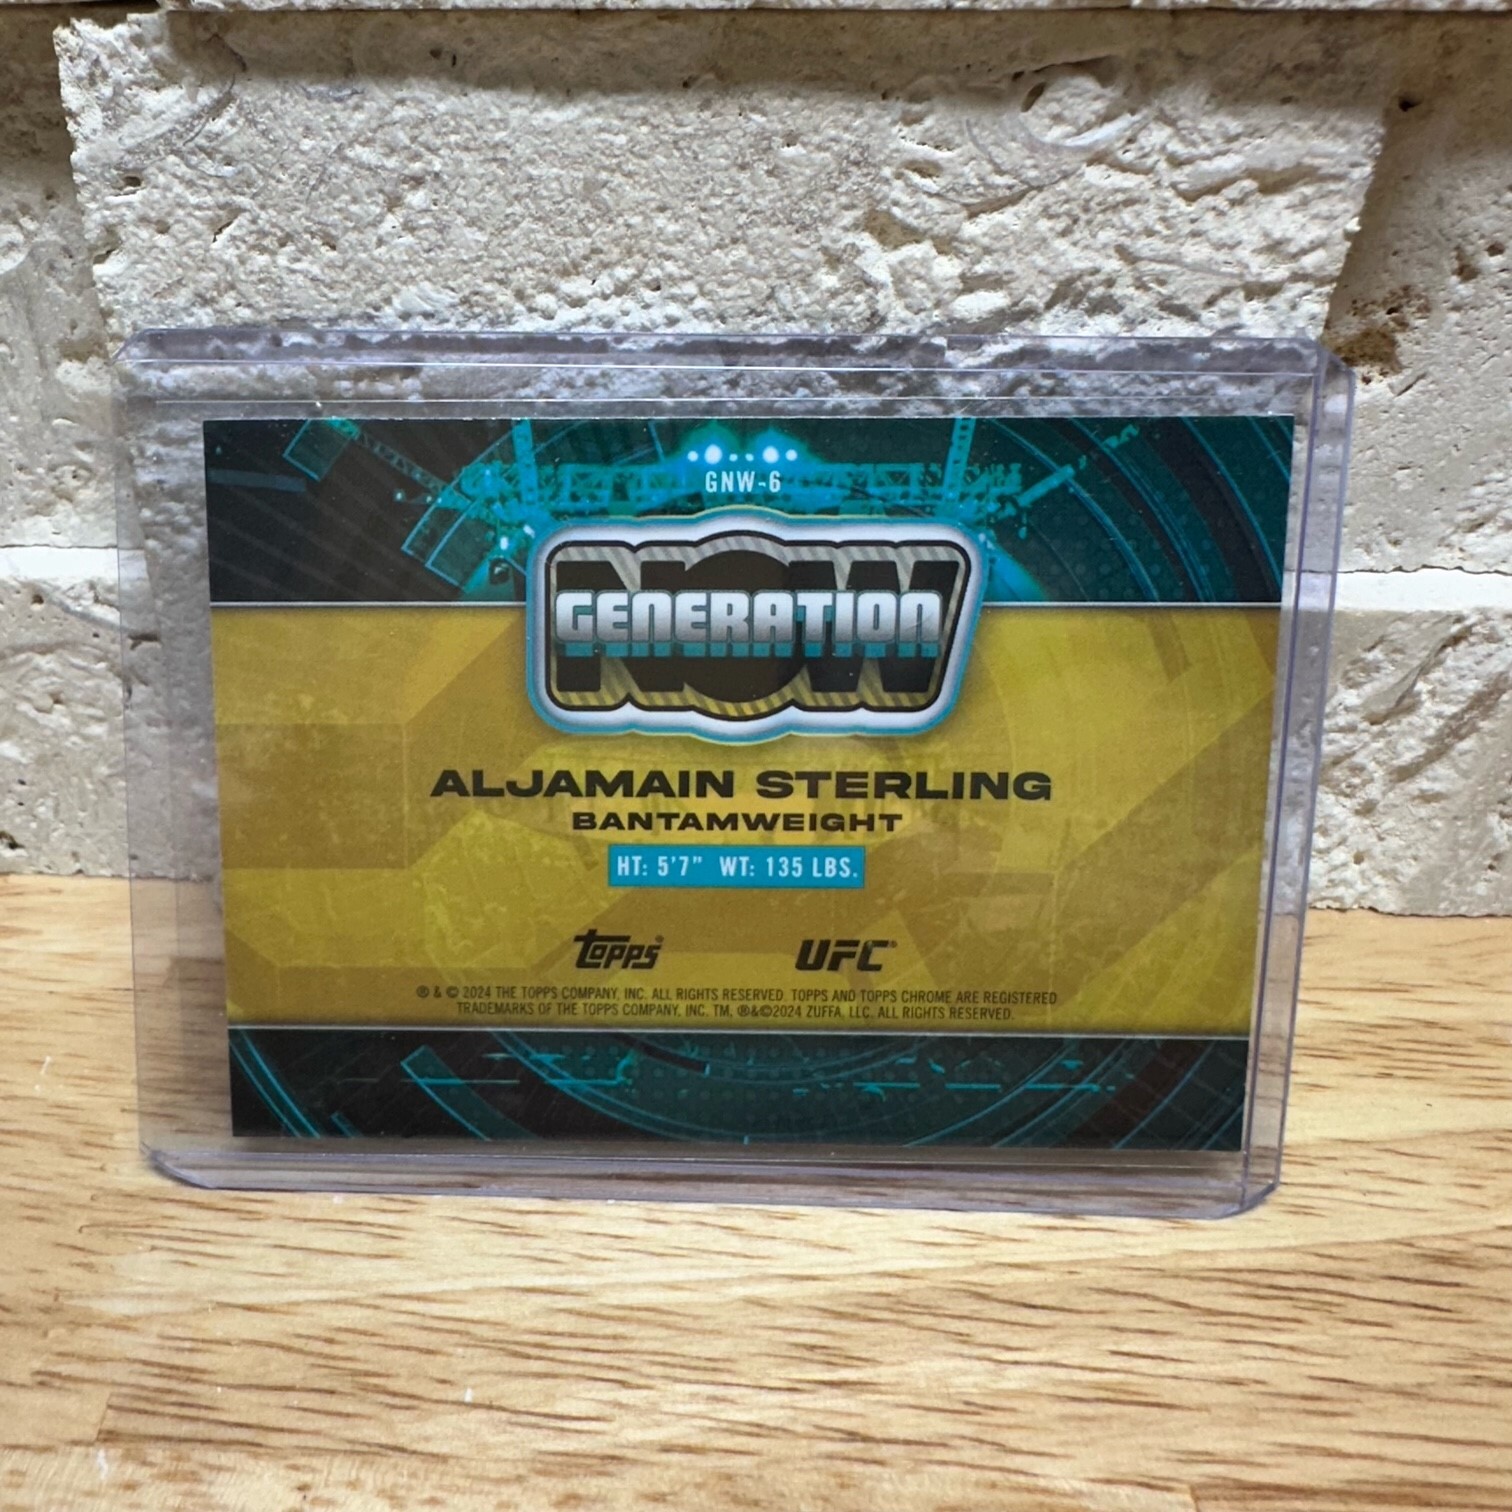 GNW-6
NOW
GENERATION
ALJAMAIN STERLING
BANTAMWEIGHT
HT: 5'7" WT: 135 LBS.
Topps® UFC®
® & © 2024 THE TOPPS COMPANY, INC. ALL RIGHTS RESERVED. TOPPS AND TOPPS CHROME ARE REGISTERED
TRADEMARKS OF THE TOPPS COMPANY, INC. TM, ®&©2024 ZUFFA, LLC. ALL RIGHTS RESERVED.